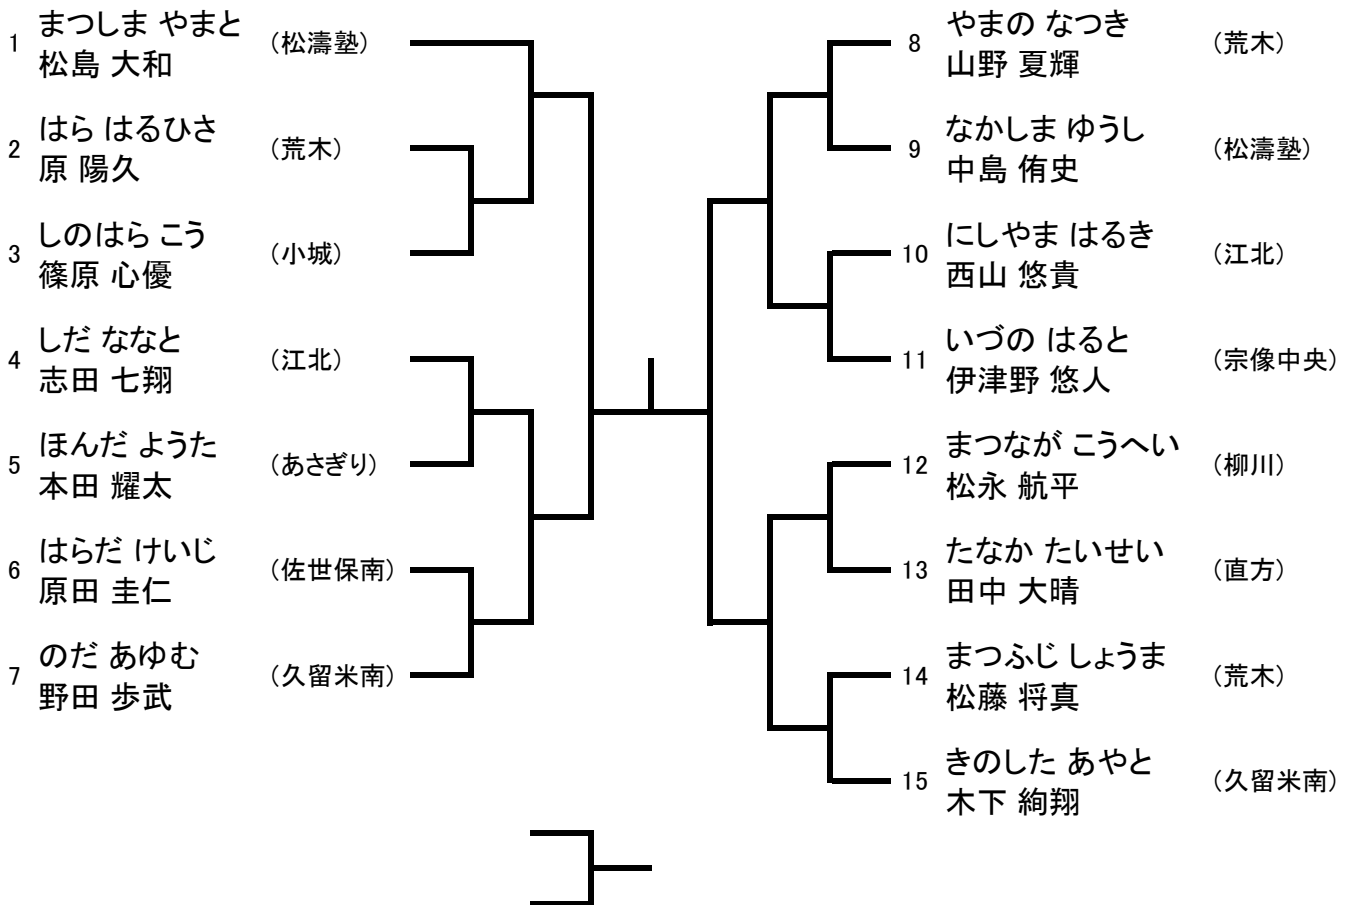 まつしま やまと
1 松島 大和 (松濤塾)
はら はるひさ
2 原 陽久 (荒木)
しのはら こう
3 篠原 心優 (小城)
しだ ななと
4 志田 七翔 (江北)
ほんだ ようた
5 本田 耀太 (あさぎり)
はらだ けいじ
6 原田 圭仁 (佐世保南)
のだ あゆむ
7 野田 歩武 (久留米南)
やまの なつき
8 山野 夏輝 (荒木)
なかしま ゆうし
9 中島 侑史 (松濤塾)
にしやま はるき
10 西山 悠貴 (江北)
いづの はると
11 伊津野 悠人 (宗像中央)
まつなが こうへい
12 松永 航平 (柳川)
たなか たいせい
13 田中 大晴 (直方)
まつふじ しょうま
14 松藤 将真 (荒木)
きのした あやと
15 木下 絢翔 (久留米南)